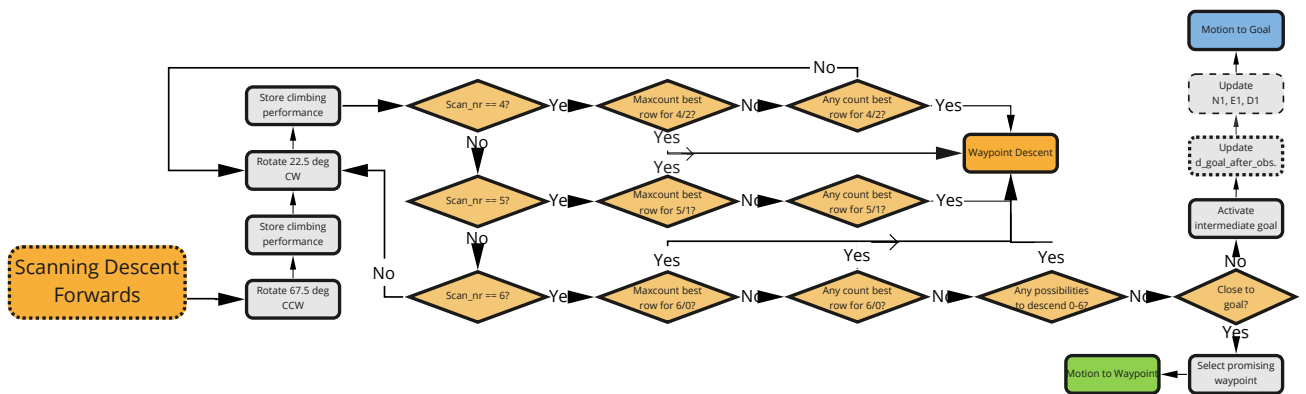 Motion to Goal
No
Update
N1, E1, D1
Store climbing
performance
Scan_nr == 4?
Ye
Maxcount best
row for 4/2?
No
Any count best
row for 4/2?
Yes
Yes
No
Rotate 22.5 deg
CW
Waypoint Descent
Update
d_goal_after_obs.
Yes
Scan_nr == 5?
Ye
Maxcount best
row for 5/1?
No
Any count best
row for 5/1?
Yes
Store climbing
performance
Activate
intermediate goal
No
Scanning Descent
Forwards
Rotate 67.5 deg
CCW
No
Yes
Yes
Yes
No
Scan_nr == 6?
Ye
Maxcount best
row for 6/0?
No
Any count best
row for 6/0?
No
Any possibilities
to descend 0-6?
No
Close to
goal?
Yes
Motion to Waypoint
Select promising
waypoint